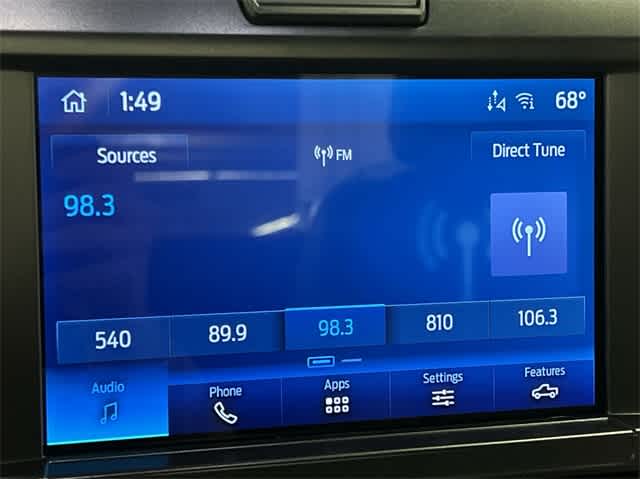 1:49 68°
Sources FM Direct Tune
98.3
540 89.9 98.3 810 106.3
Audio Phone Apps Settings Features